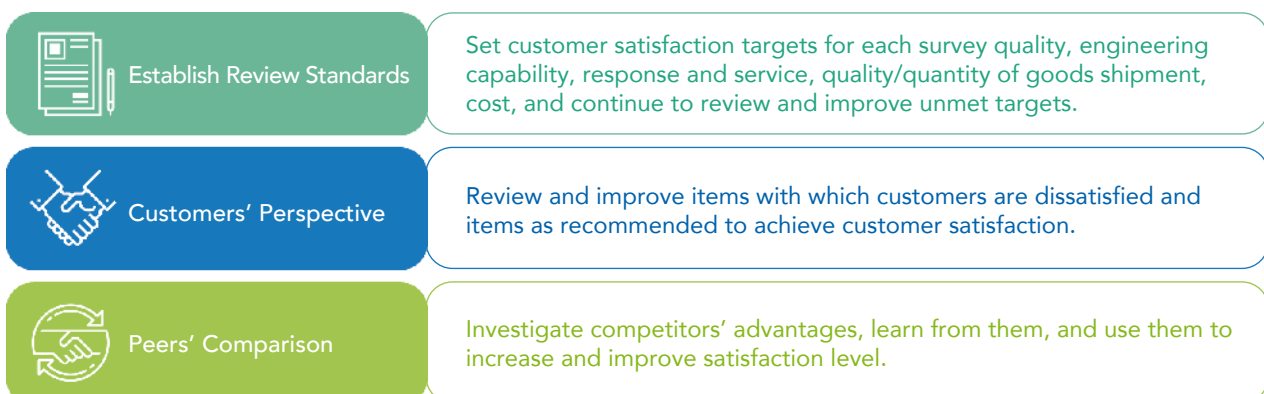 Establish Review Standards
Set customer satisfaction targets for each survey quality, engineering
capability, response and service, quality/quantity of goods shipment,
cost, and continue to review and improve unmet targets.
Customers’ Perspective
Review and improve items with which customers are dissatisfied and
items as recommended to achieve customer satisfaction.
Peers’ Comparison
Investigate competitors’ advantages, learn from them, and use them to
increase and improve satisfaction level.